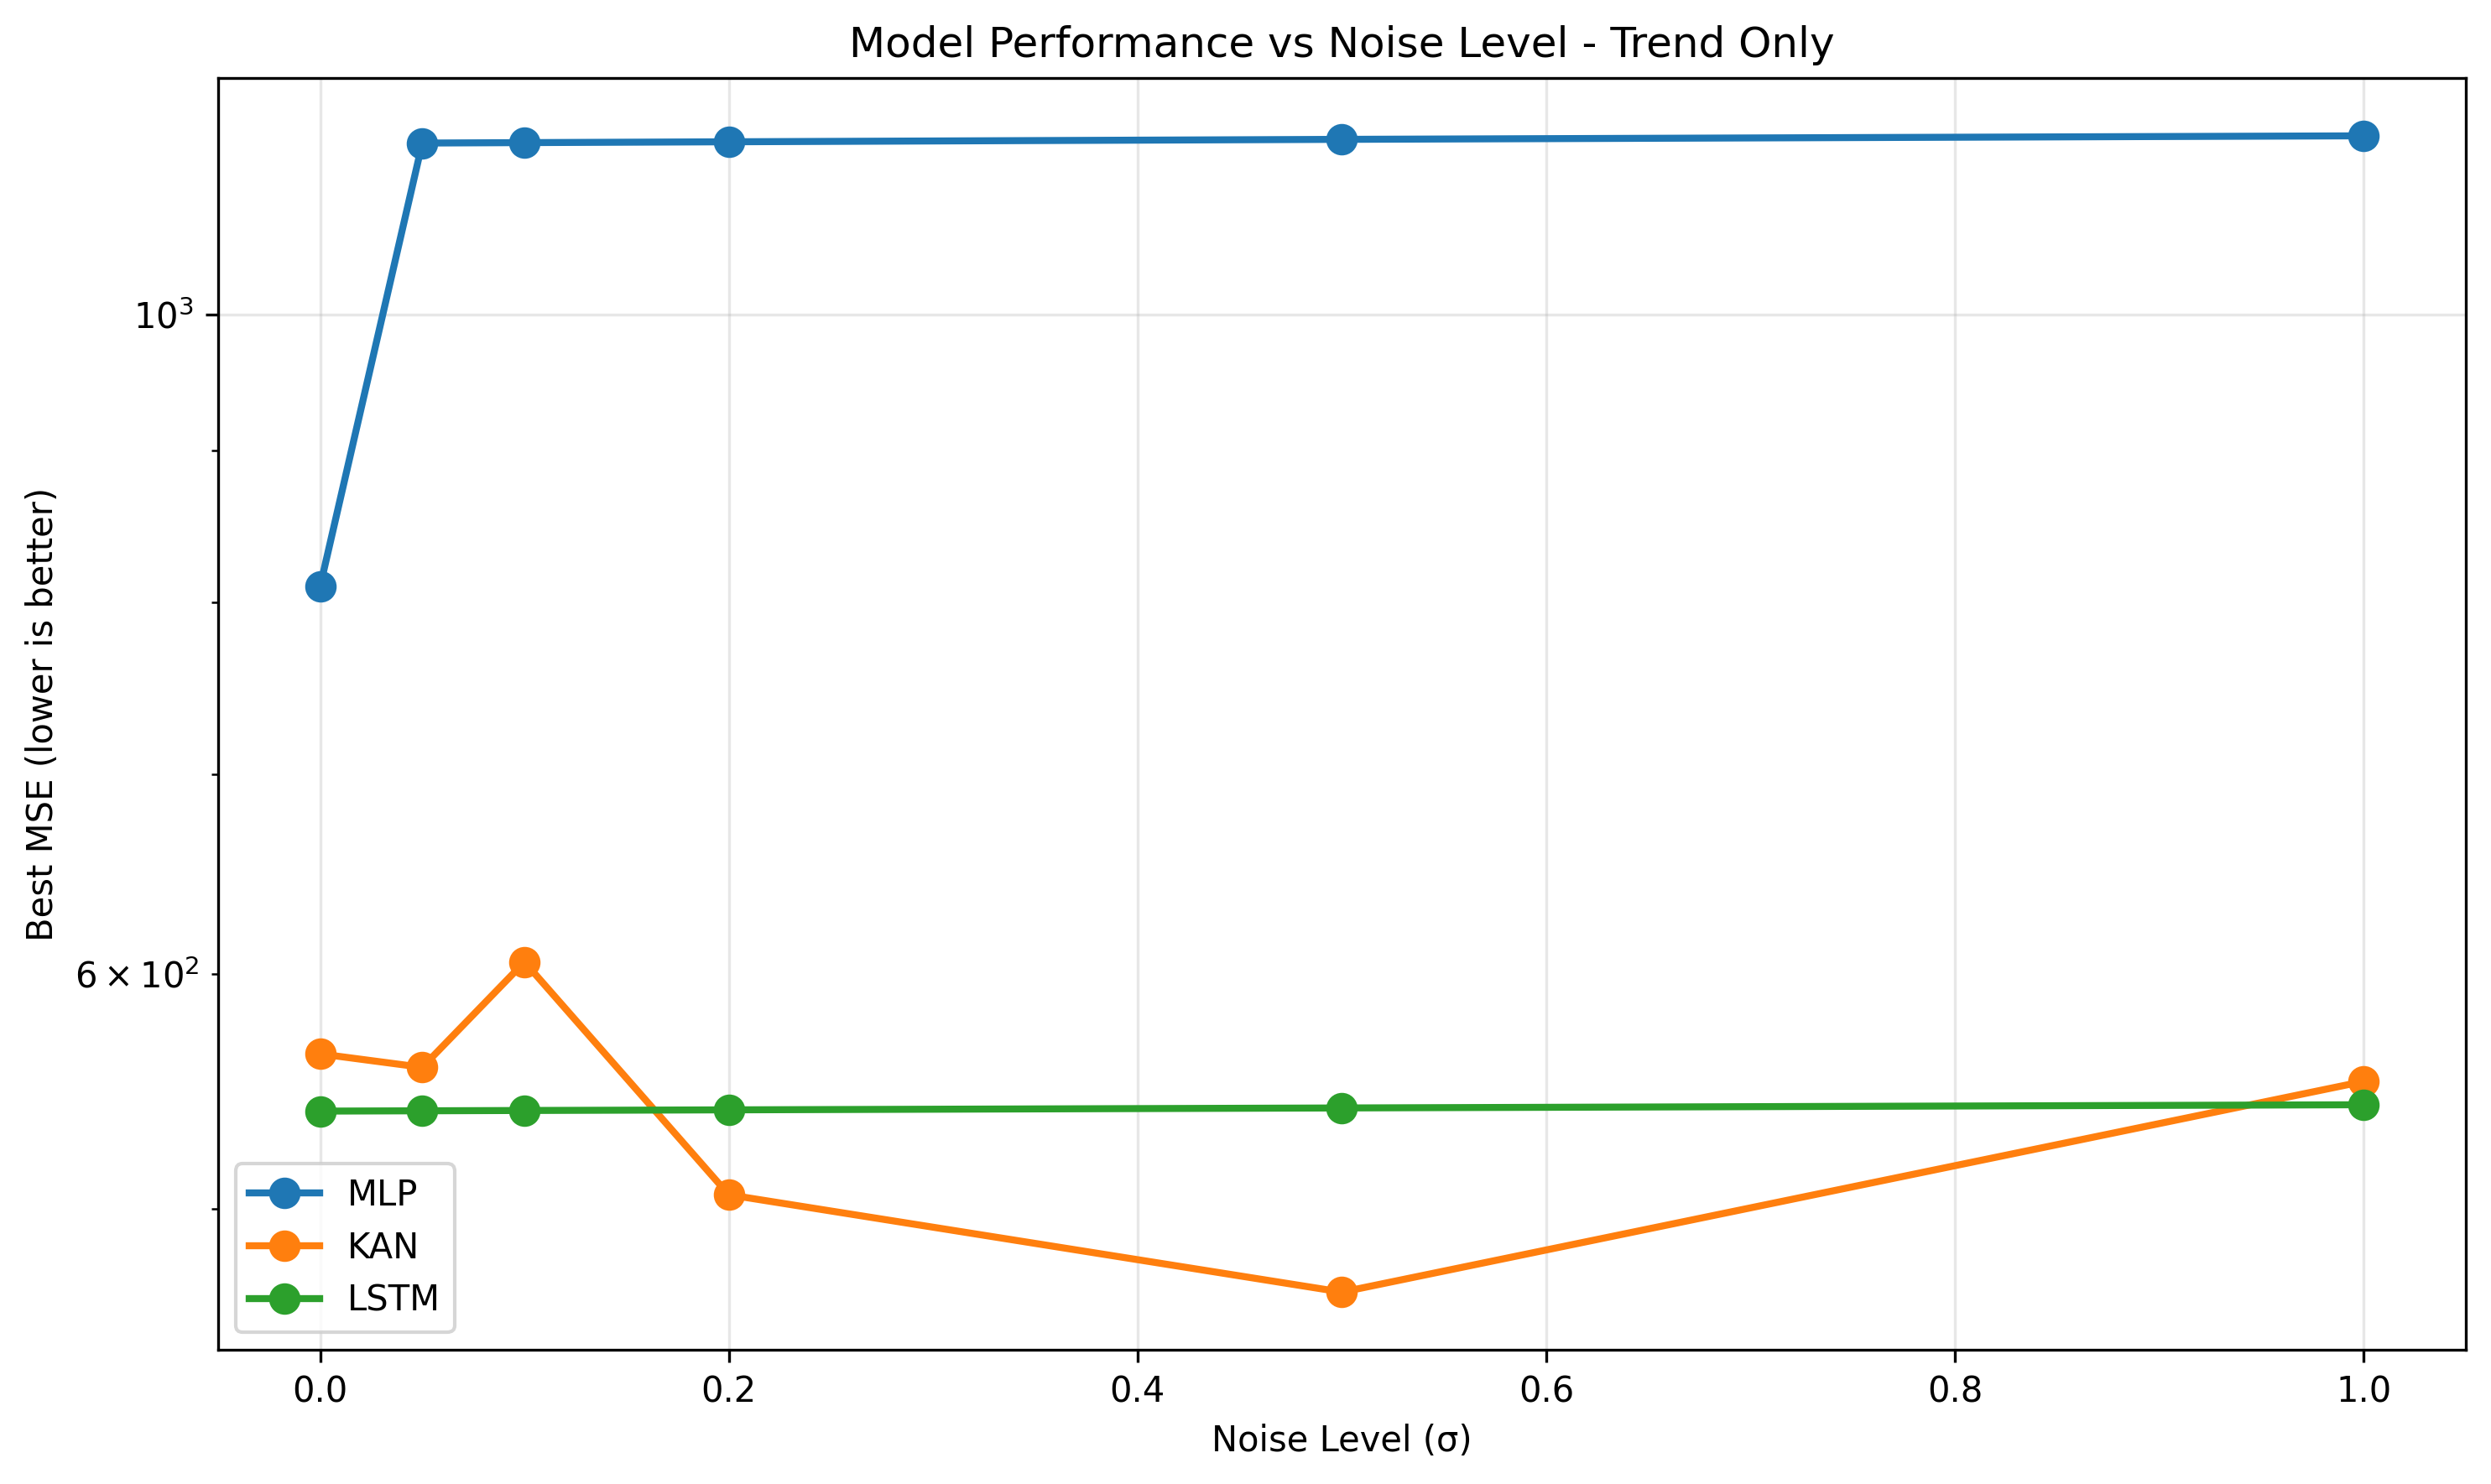 Model Performance vs Noise Level - Trend Only
Best MSE (lower is better)
10³
6 × 10²
MLP
KAN
LSTM
0.0 0.2 0.4 0.6 0.8 1.0
Noise Level (σ)